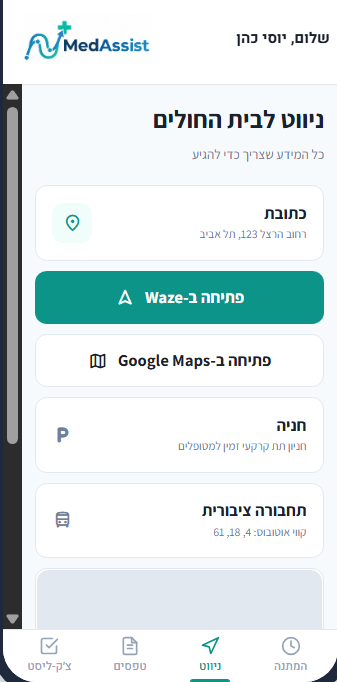 שלום, יוסי כהן
MedAssist
ניווט לבית החולים
כל המידע שצריך כדי להגיע
כתובת
רחוב הרצל 123, תל אביב
פתיחה ב-Waze
פתיחה ב-Google Maps
חניה
P
חניון תת קרקעי זמין למטופלים
תחבורה ציבורית
קווי אוטובוס: 4, 18, 61
המתנה
ניווט
טפסים
צ'ק-ליסט